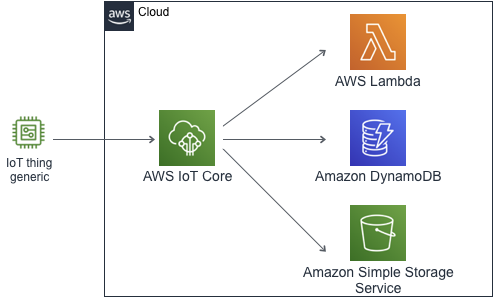 aws
Cloud
AWS Lambda
IoT thing
generic
AWS IoT Core
Amazon DynamoDB
Amazon Simple Storage
Service